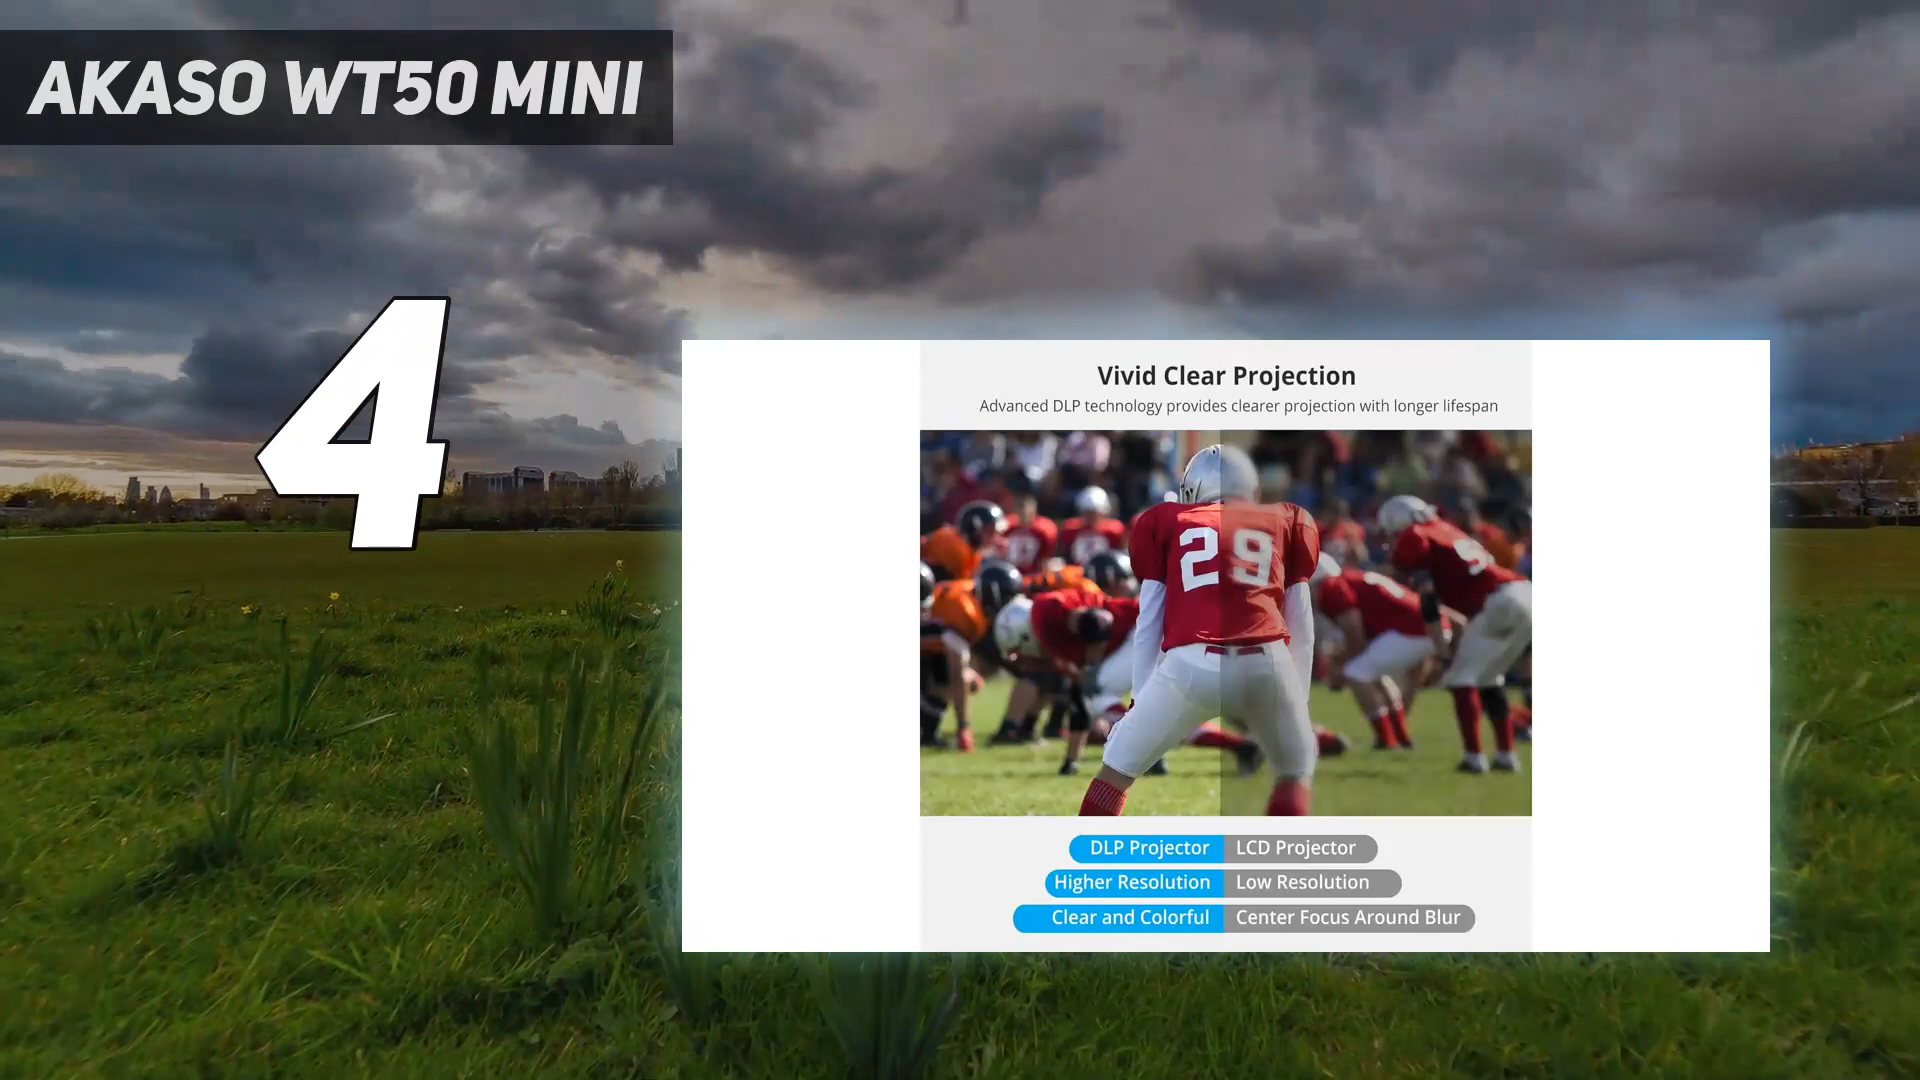 AKASO WT50 MINI
4
Vivid Clear Projection
Advanced DLP technology provides clearer projection with longer lifespan
29
DLP Projector LCD Projector
Higher Resolution Low Resolution
Clear and Colorful Center Focus Around Blur